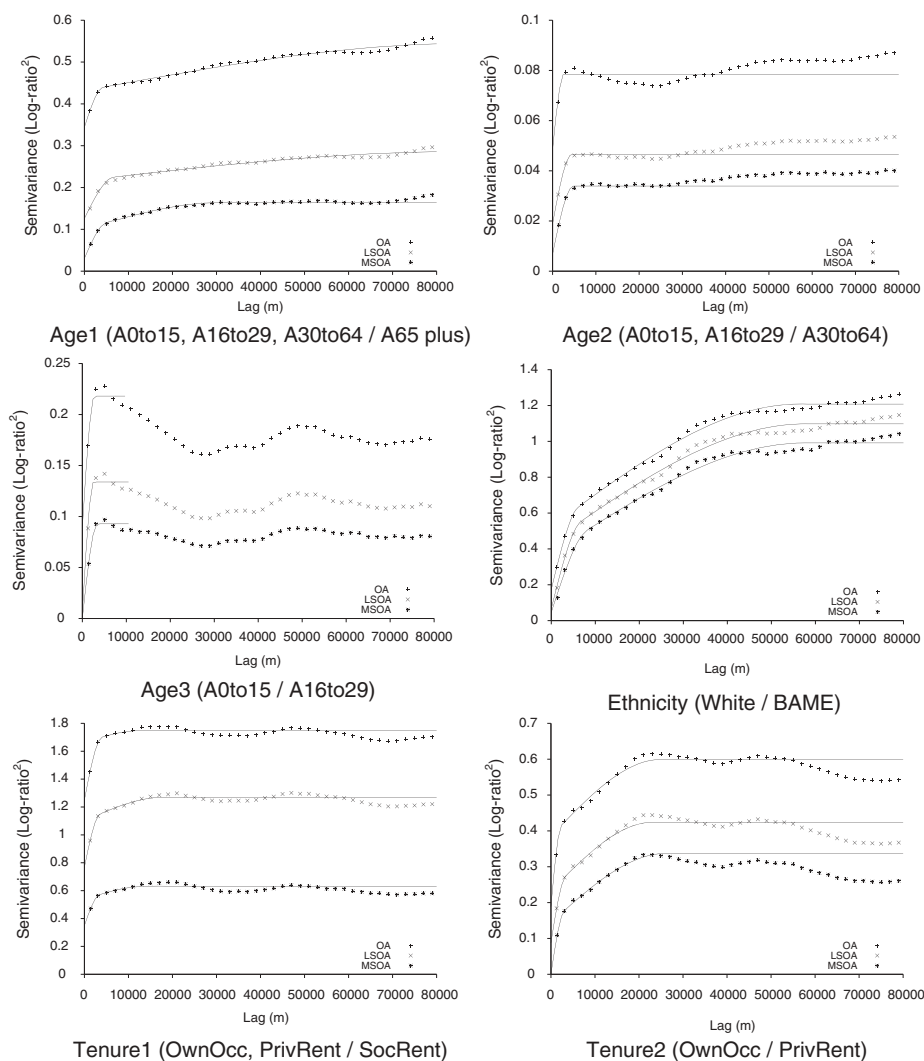 0.6
0.5
0.4
0.3
0.2
0.1
0
Semivariance (Log-ratio²)
OA
LSOA
MSOA
0 10000 20000 30000 40000 50000 60000 70000 80000
Lag (m)
Age1 (A0to15, A16to29, A30to64 / A65 plus)
0.1
0.08
0.06
0.04
0.02
0
Semivariance (Log-ratio²)
OA
LSOA
MSOA
0 10000 20000 30000 40000 50000 60000 70000 80000
Lag (m)
Age2 (A0to15, A16to29 / A30to64)
0.25
0.2
0.15
0.1
0.05
0
Semivariance (Log-ratio²)
OA
LSOA
MSOA
0 10000 20000 30000 40000 50000 60000 70000 80000
Lag (m)
Age3 (A0to15 / A16to29)
1.4
1.2
1
0.8
0.6
0.4
0.2
0
Semivariance (Log-ratio²)
OA
LSOA
MSOA
0 10000 20000 30000 40000 50000 60000 70000 80000
Lag (m)
Ethnicity (White / BAME)
1.8
1.6
1.4
1.2
1
0.8
0.6
0.4
0.2
0
Semivariance (Log-ratio²)
OA
LSOA
MSOA
0 10000 20000 30000 40000 50000 60000 70000 80000
Lag (m)
Tenure1 (OwnOcc, PrivRent / SocRent)
0.7
0.6
0.5
0.4
0.3
0.2
0.1
0
Semivariance (Log-ratio²)
OA
LSOA
MSOA
0 10000 20000 30000 40000 50000 60000 70000 80000
Lag (m)
Tenure2 (OwnOcc / PrivRent)